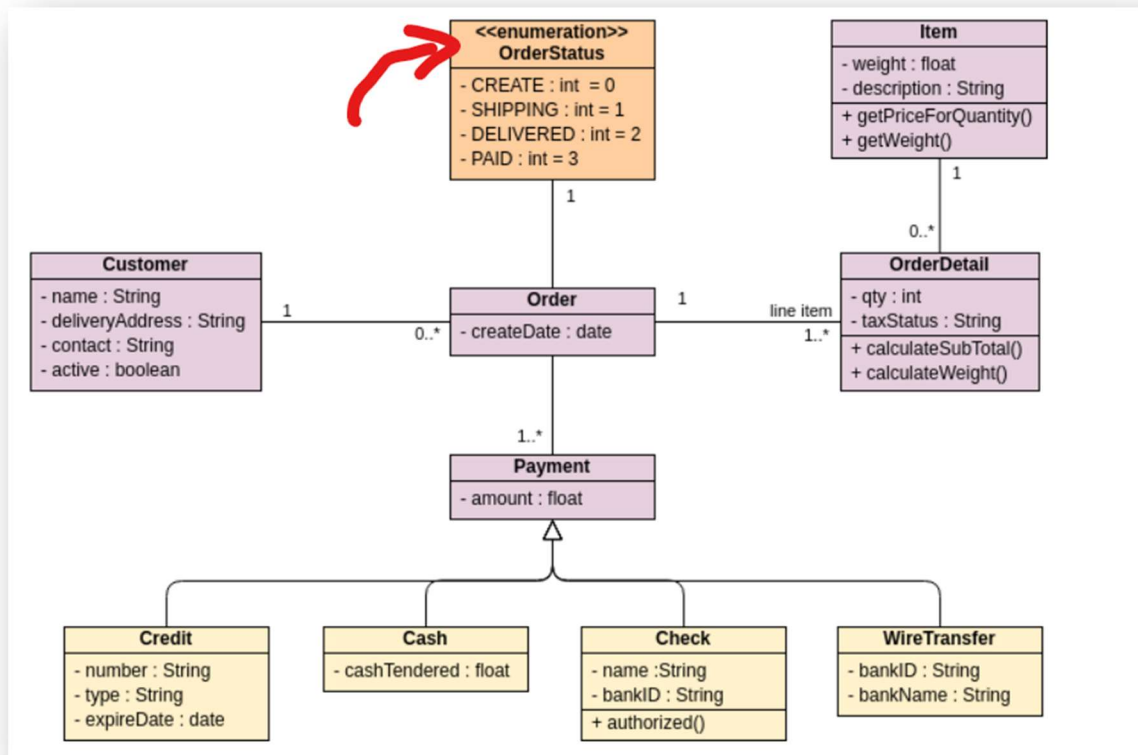 <<enumeration>>
OrderStatus
- CREATE : int  = 0
- SHIPPING : int = 1
- DELIVERED : int = 2
- PAID : int = 3
Item
- weight : float
- description : String
+ getPriceForQuantity()
+ getWeight()
1
1
0..*
Customer
- name : String
- deliveryAddress : String
- contact : String
- active : boolean
1
0..*
Order
- createDate : date
1
line item
1..*
OrderDetail
- qty : int
- taxStatus : String
+ calculateSubTotal()
+ calculateWeight()
1..*
Payment
- amount : float
Credit
- number : String
- type : String
- expireDate : date
Cash
- cashTendered : float
Check
- name :String
- bankID : String
+ authorized()
WireTransfer
- bankID : String
- bankName : String